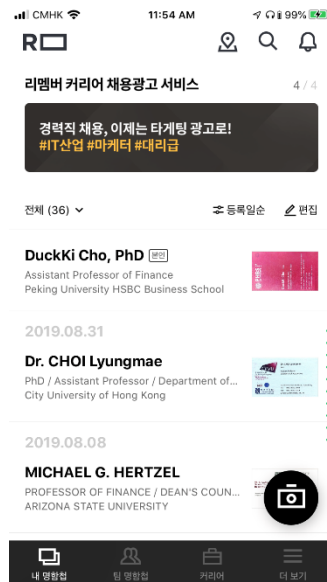 CMHK
11:54 AM
99%
R
리멤버 커리어 채용광고 서비스
4 / 4
경력직 채용, 이제는 타게팅 광고로!
#IT산업 #마케터 #대리급
전체 (36)
등록일순
편집
DuckKi Cho, PhD 본인
Assistant Professor of Finance
Peking University HSBC Business School
2019.08.31
Dr. CHOI Lyungmae
PhD / Assistant Professor / Department of...
City University of Hong Kong
2019.08.08
MICHAEL G. HERTZEL
PROFESSOR OF FINANCE / DEAN'S COUN...
ARIZONA STATE UNIVERSITY
내 명함첩
팀 명함첩
커리어
더 보기